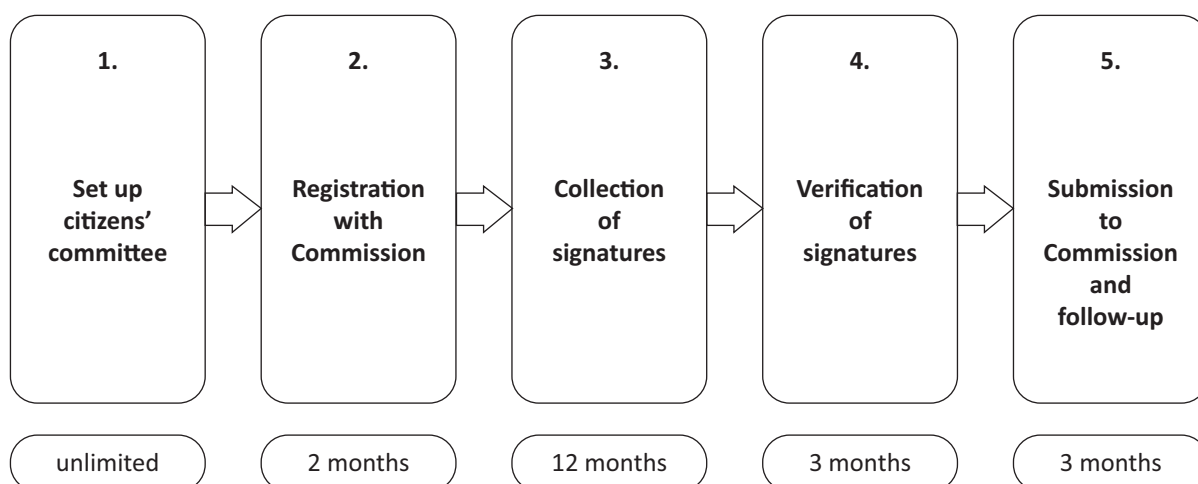 1.
Set up
citizens’
committee
2.
Registration
with
Commission
3.
Collection
of
signatures
4.
Verification
of
signatures
5.
Submission
to
Commission
and
follow-up
unlimited
2 months
12 months
3 months
3 months